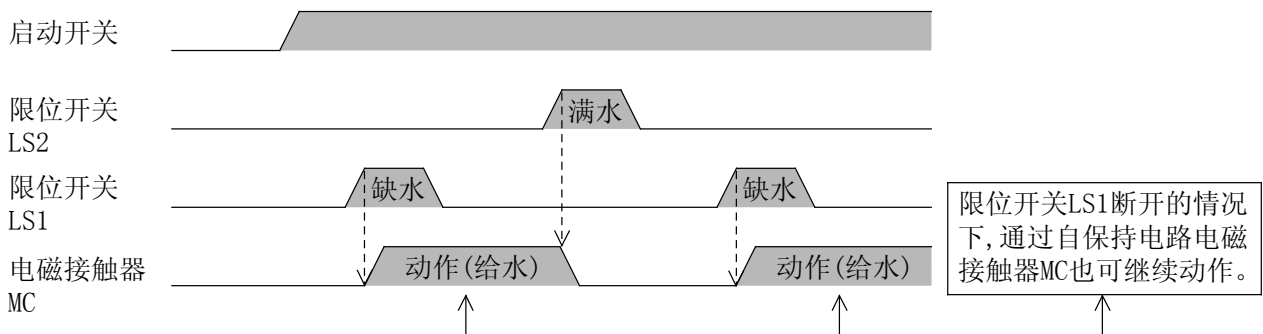 启动开关
限位开关
LS2
满水
限位开关
LS1
缺水
缺水
电磁接触器
MC
动作(给水)
动作(给水)
限位开关LS1断开的情况
下,通过自保持电路电磁
接触器MC也可继续动作。